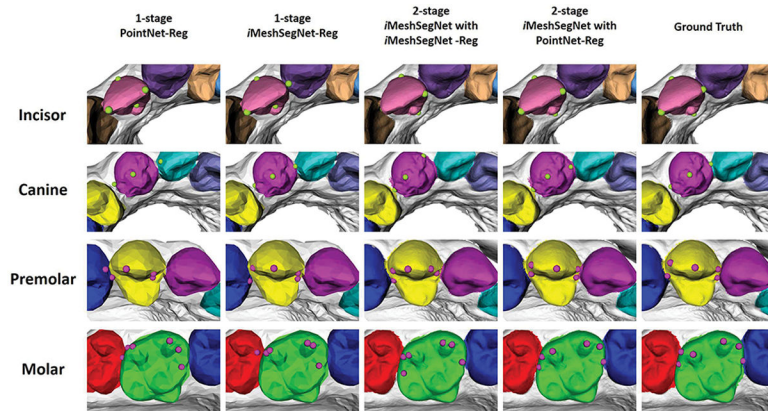 1-stage
PointNet-Reg
1-stage
iMeshSegNet-Reg
2-stage
iMeshSegNet with
iMeshSegNet -Reg
2-stage
iMeshSegNet with
PointNet-Reg
Ground Truth
Incisor
Canine
Premolar
Molar